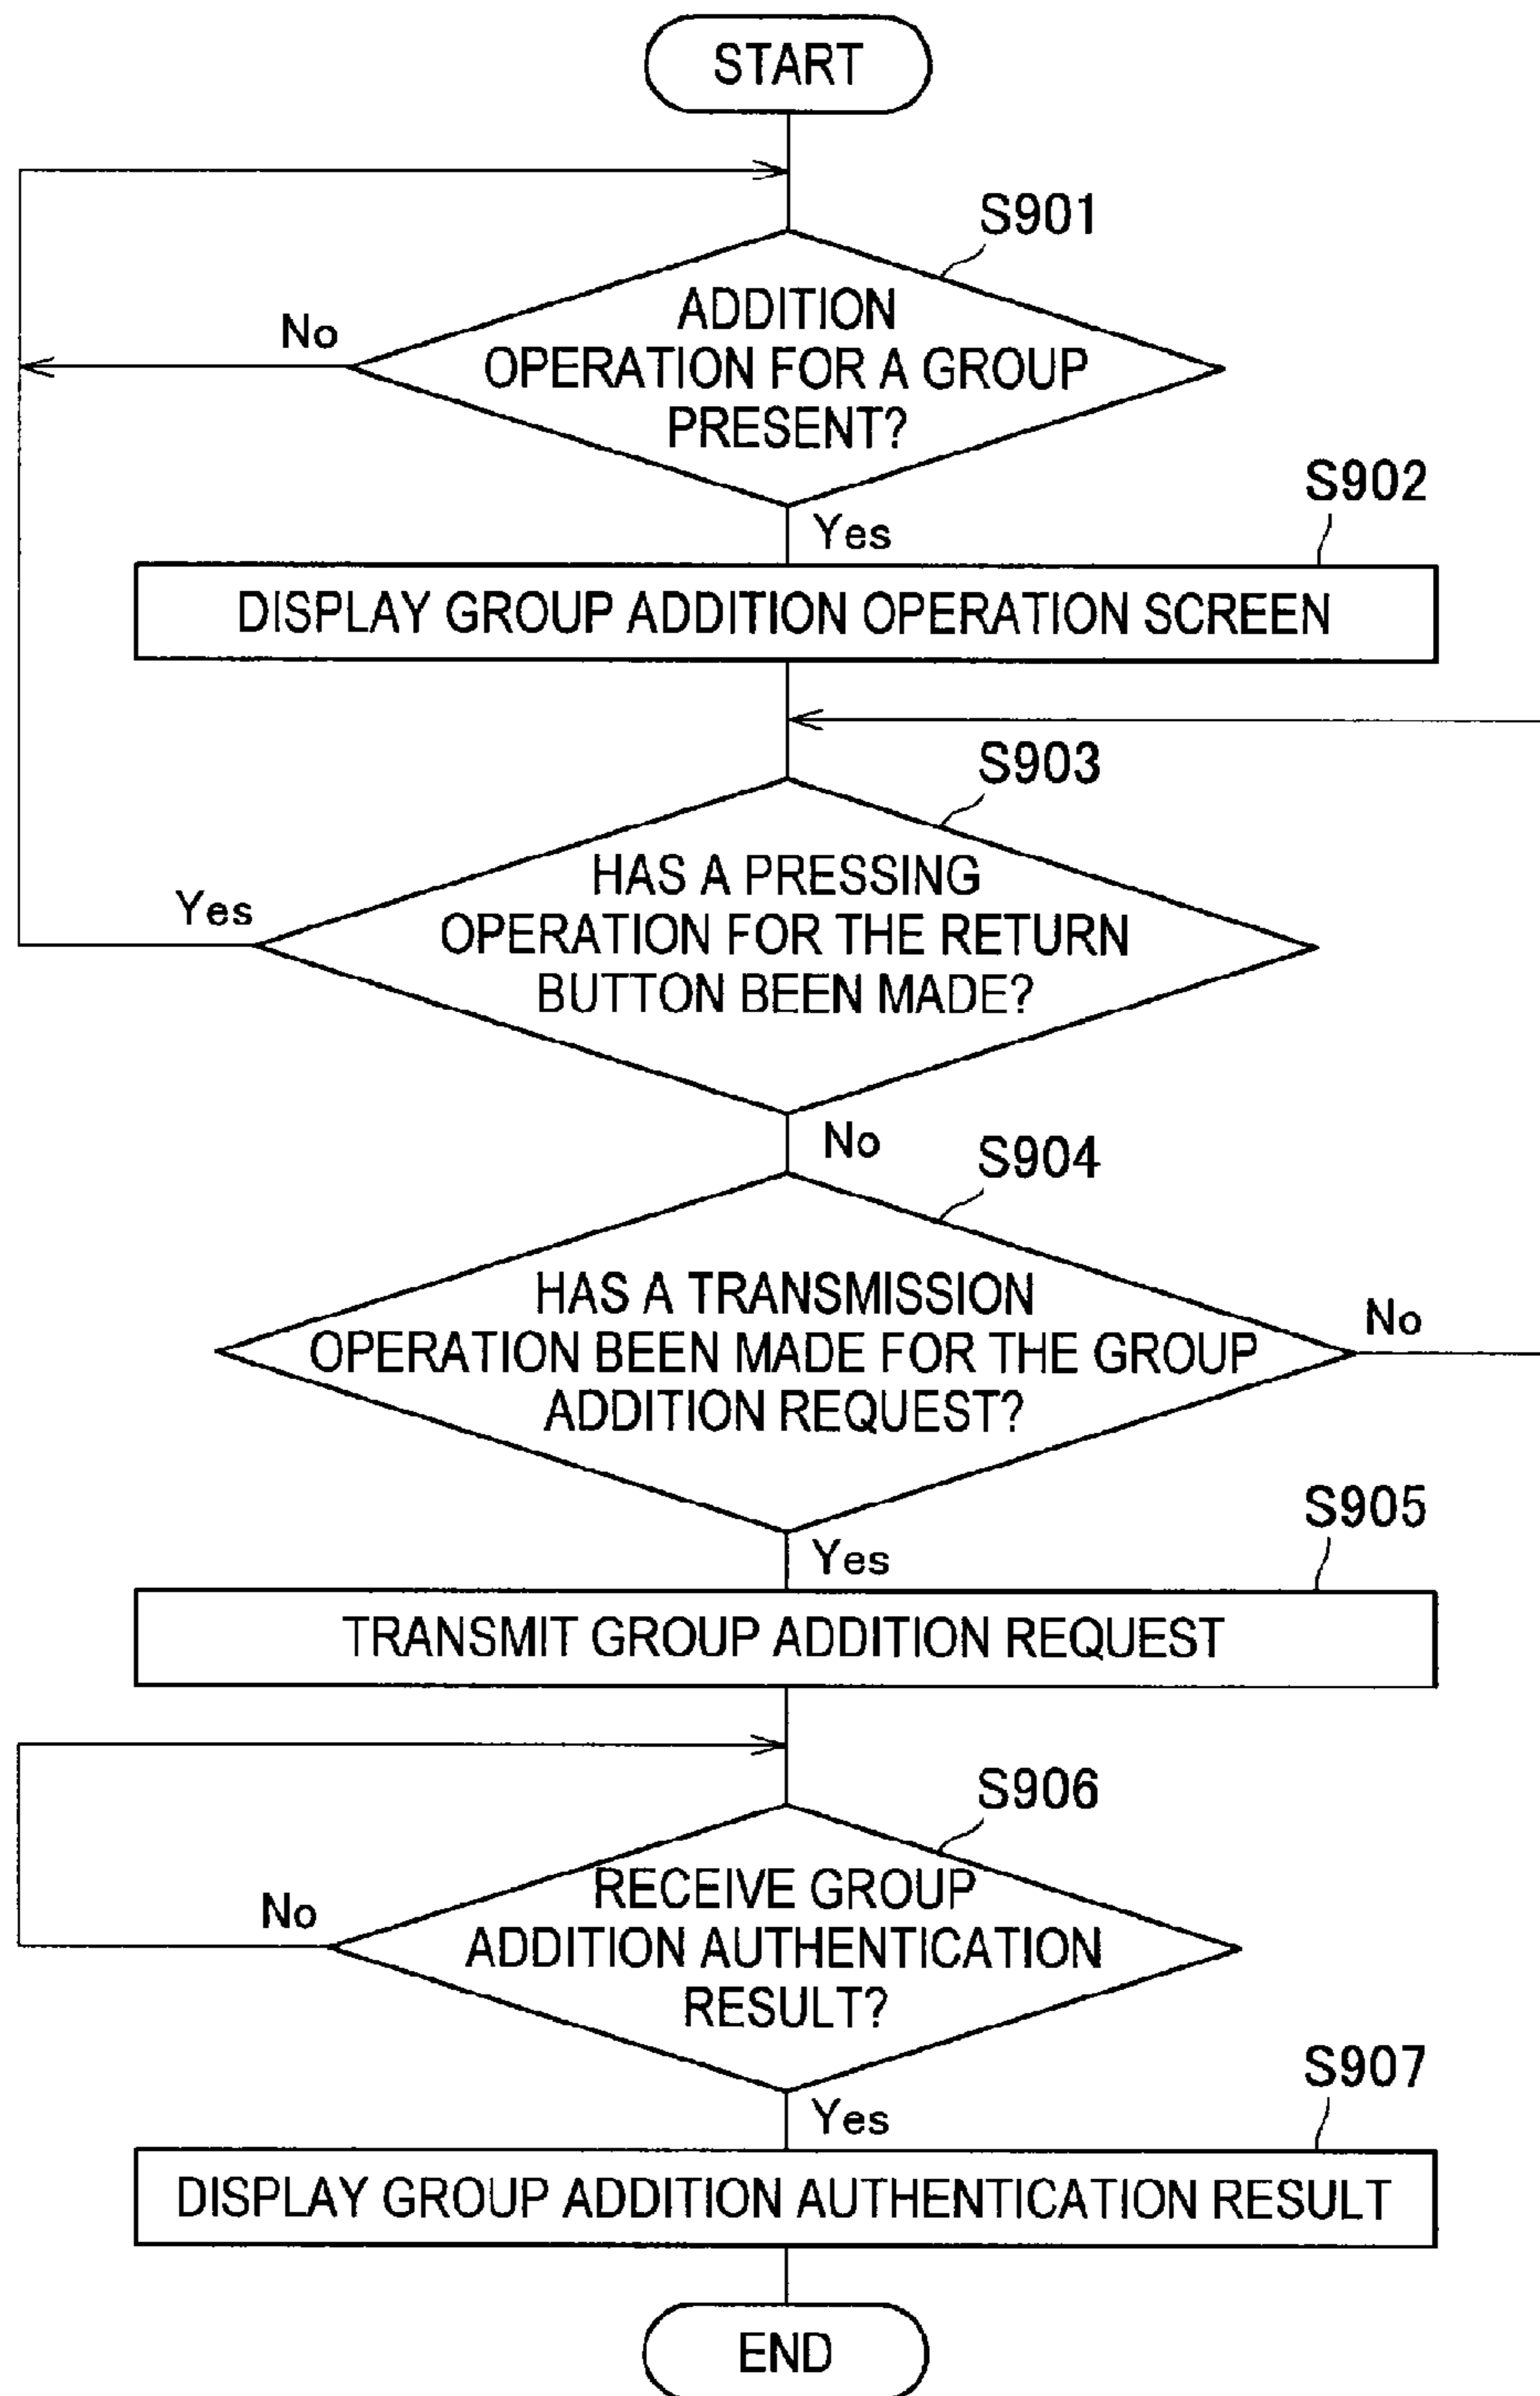 START
S901
ADDITION
OPERATION FOR A GROUP
PRESENT?
No
Yes
S902
DISPLAY GROUP ADDITION OPERATION SCREEN
S903
HAS A PRESSING
OPERATION FOR THE RETURN
BUTTON BEEN MADE?
Yes
No
S904
HAS A TRANSMISSION
OPERATION BEEN MADE FOR THE GROUP
ADDITION REQUEST?
No
Yes
S905
TRANSMIT GROUP ADDITION REQUEST
S906
RECEIVE GROUP
ADDITION AUTHENTICATION
RESULT?
No
Yes
S907
DISPLAY GROUP ADDITION AUTHENTICATION RESULT
END